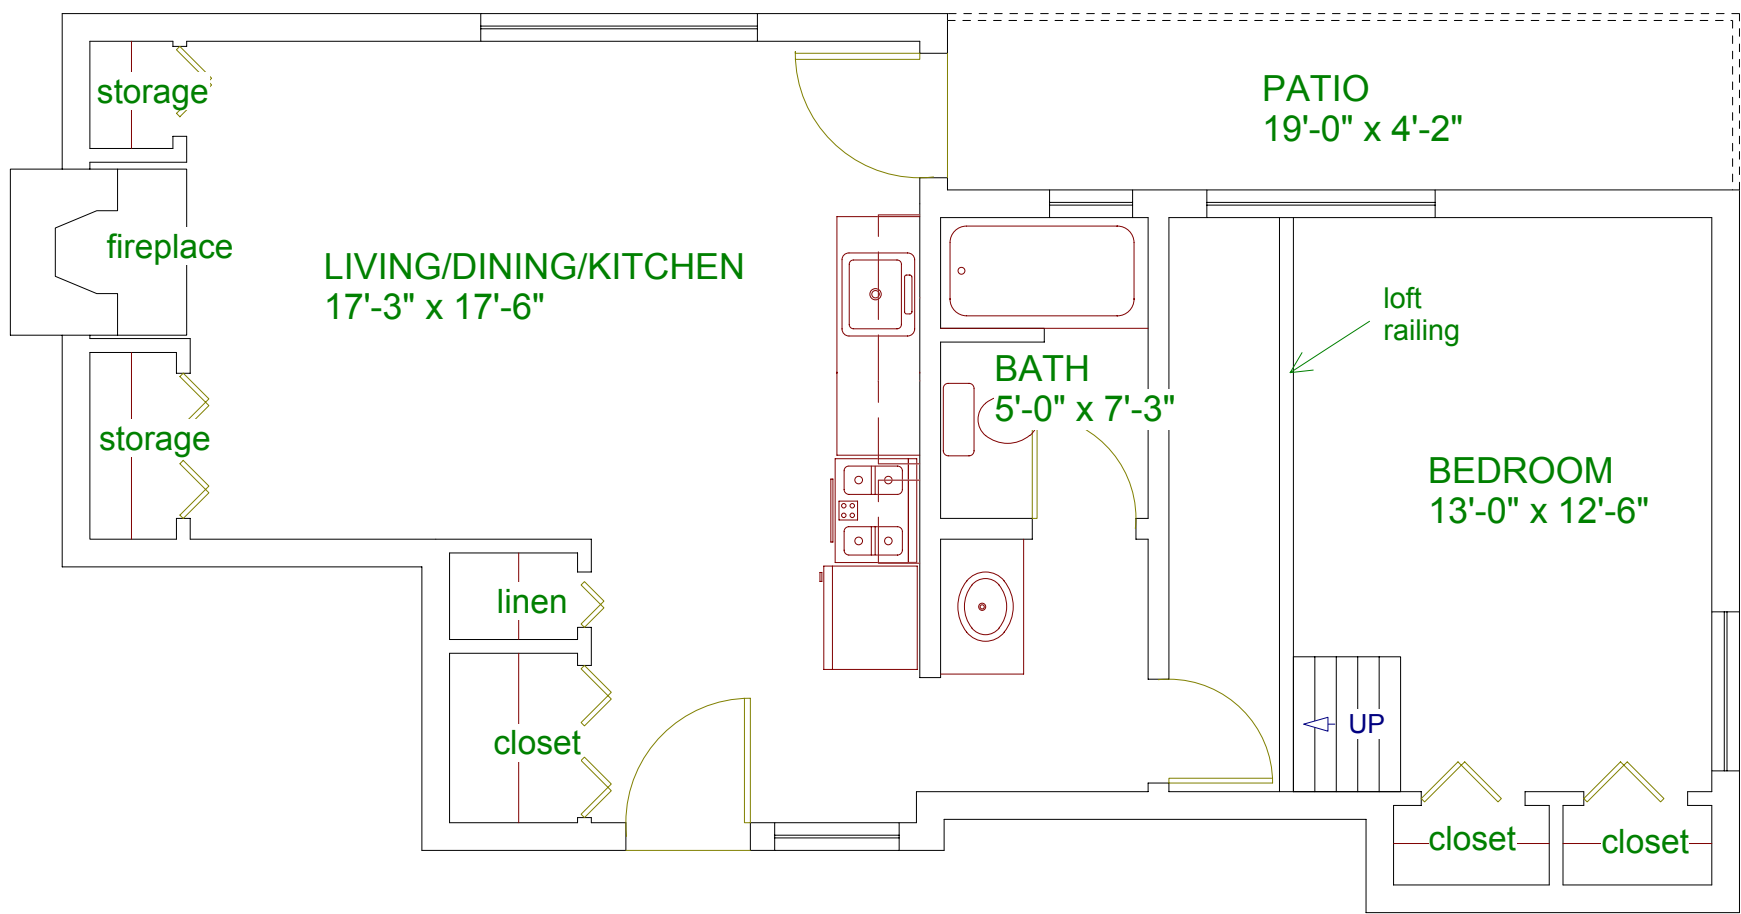 storage
PATIO
19'-0" x 4'-2"
fireplace
LIVING/DINING/KITCHEN
17'-3" x 17'-6"
loft
railing
BATH
5'-0" x 7'-3"
storage
BEDROOM
13'-0" x 12'-6"
linen
UP
closet
closet
closet